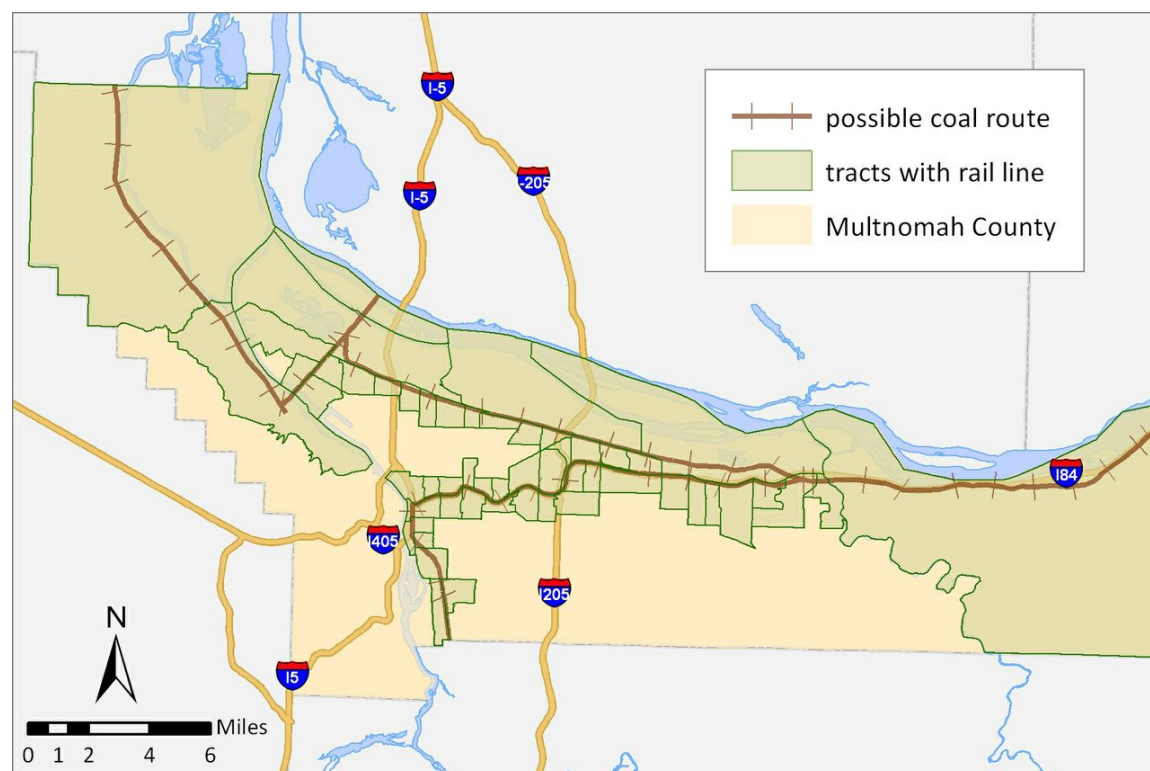 I-5
I-5
-205
possible coal route
tracts with rail line
Multnomah County
I84
I405
I205
I5
N
Miles
0 1 2 4 6